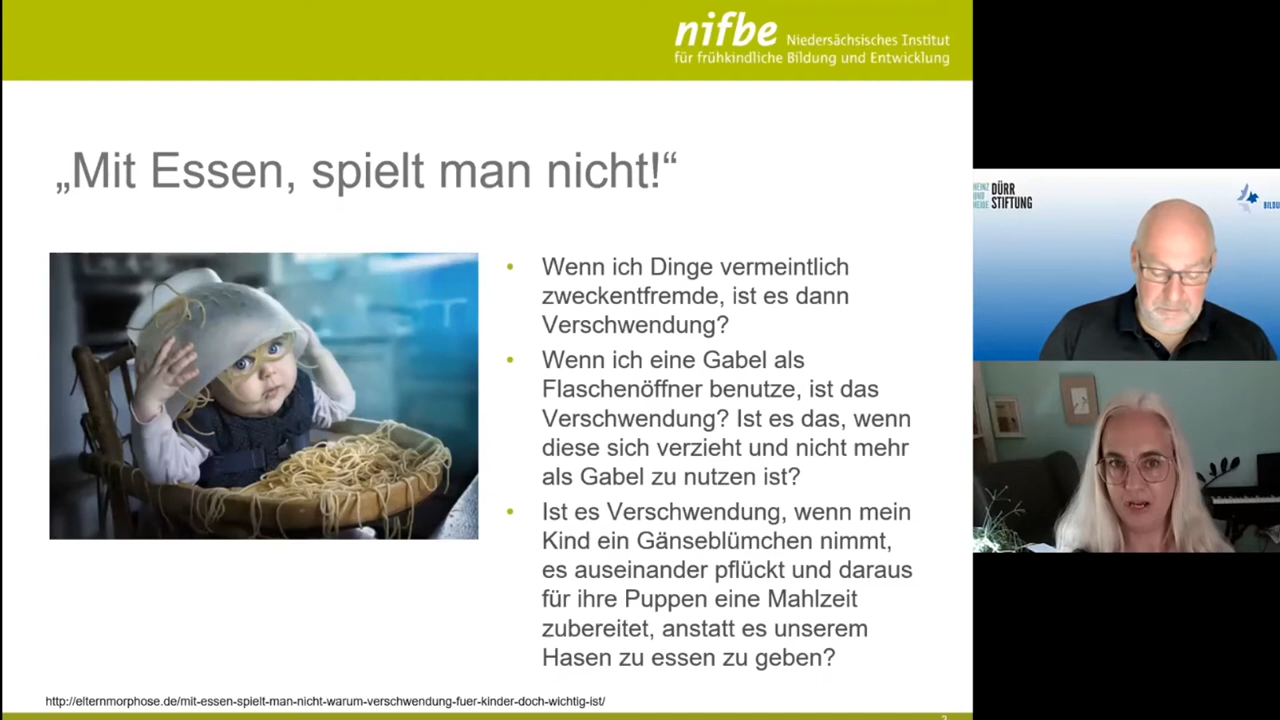 nifbe Niedersächsisches Institut
für frühkindliche Bildung und Entwicklung
„Mit Essen, spielt man nicht!“
• Wenn ich Dinge vermeintlich
zweckentfremde, ist es dann
Verschwendung?
• Wenn ich eine Gabel als
Flaschenöffner benutze, ist das
Verschwendung? Ist es das, wenn
diese sich verzieht und nicht mehr
als Gabel zu nutzen ist?
• Ist es Verschwendung, wenn mein
Kind ein Gänseblümchen nimmt,
es auseinander pflückt und daraus
für ihre Puppen eine Mahlzeit
zubereitet, anstatt es unserem
Hasen zu essen zu geben?
http://elternmorphose.de/mit-essen-spielt-man-nicht-warum-verschwendung-fuer-kinder-doch-wichtig-ist/
HEINZ
UND
HEIDE
DÜRR
STIFTUNG